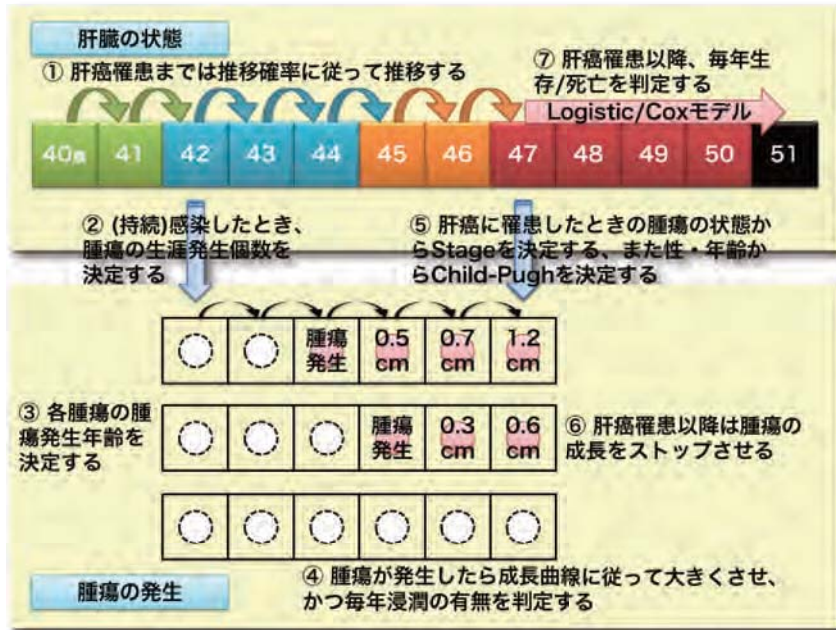 肝臓の状態
① 肝癌罹患までは推移確率に従って推移する
⑦ 肝癌罹患以降、毎年生
存/死亡を判定する
Logistic/Coxモデル
40歳 41 42 43 44 45 46 47 48 49 50 51
② (持続)感染したとき、
腫瘍の生涯発生個数を
決定する
⑤ 肝癌に罹患したときの腫瘍の状態か
らStageを決定する、また性・年齢か
らChild-Pughを決定する
腫瘍
発生
0.5
cm
0.7
cm
1.2
cm
③ 各腫瘍の腫
瘍発生年齢を
決定する
腫瘍
発生
0.3
cm
0.6
cm
⑥ 肝癌罹患以降は腫瘍の
成長をストップさせる
④ 腫瘍が発生したら成長曲線に従って大きくさせ、
かつ毎年浸潤の有無を判定する
腫瘍の発生